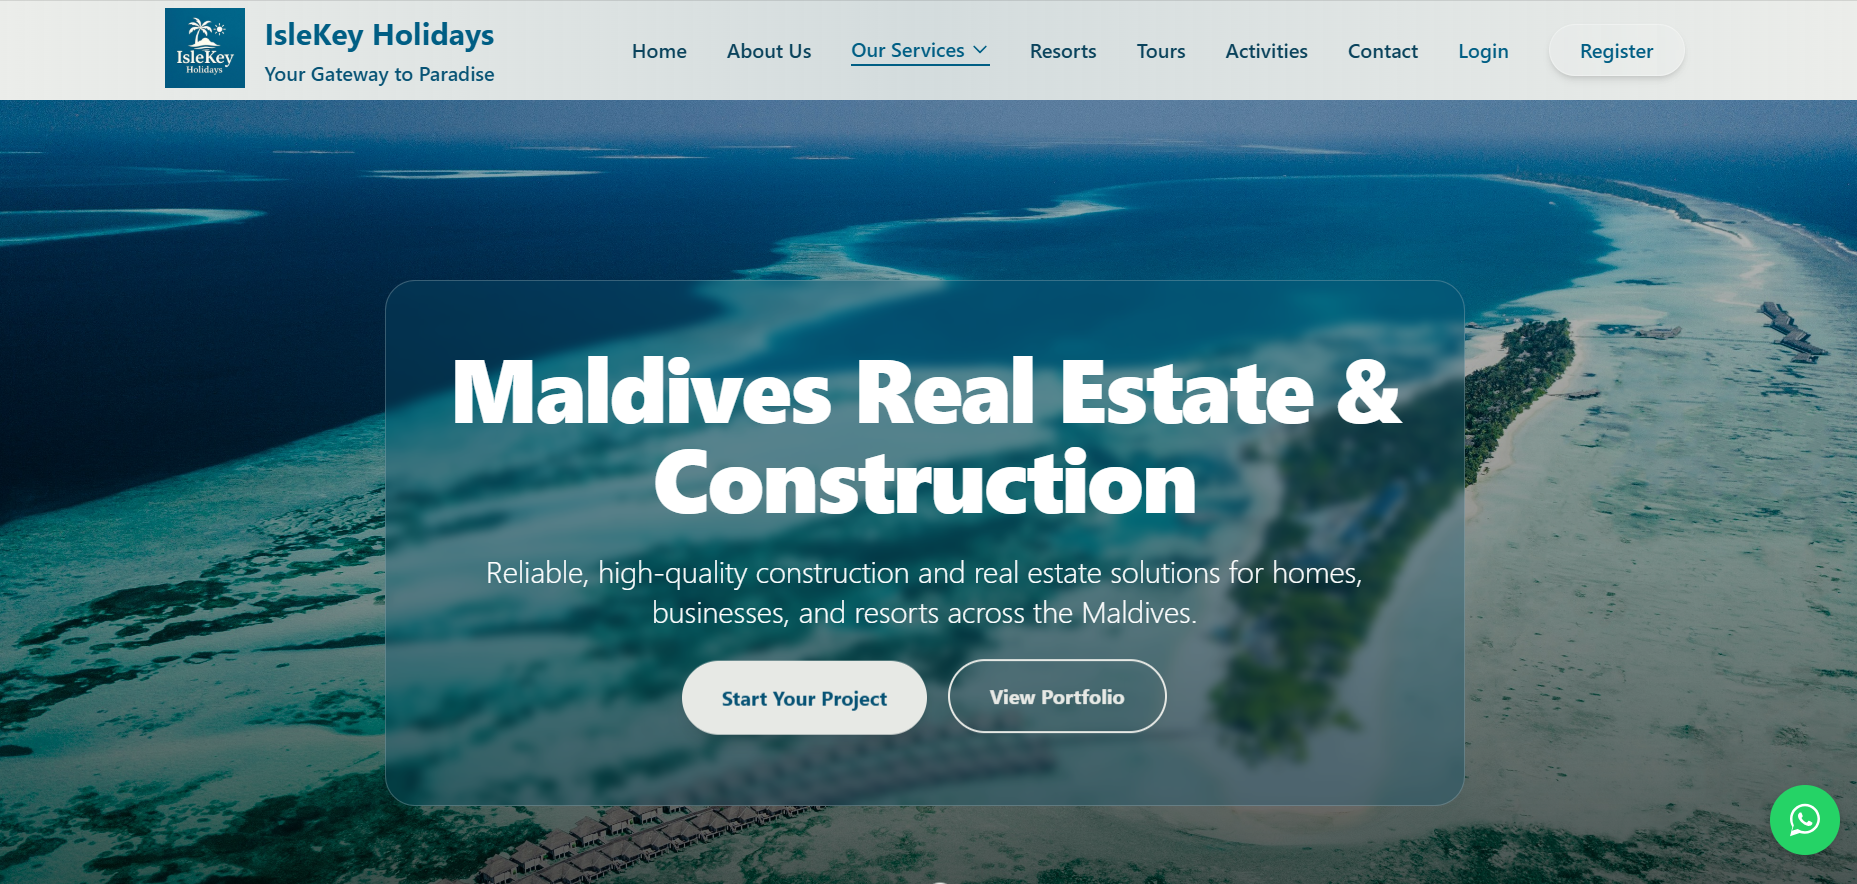 IsleKey
Holidays
IsleKey Holidays
Your Gateway to Paradise
Home
About Us
Our Services
Resorts
Tours
Activities
Contact
Login
Register
Maldives Real Estate &
Construction
Reliable, high-quality construction and real estate solutions for homes,
businesses, and resorts across the Maldives.
Start Your Project
View Portfolio